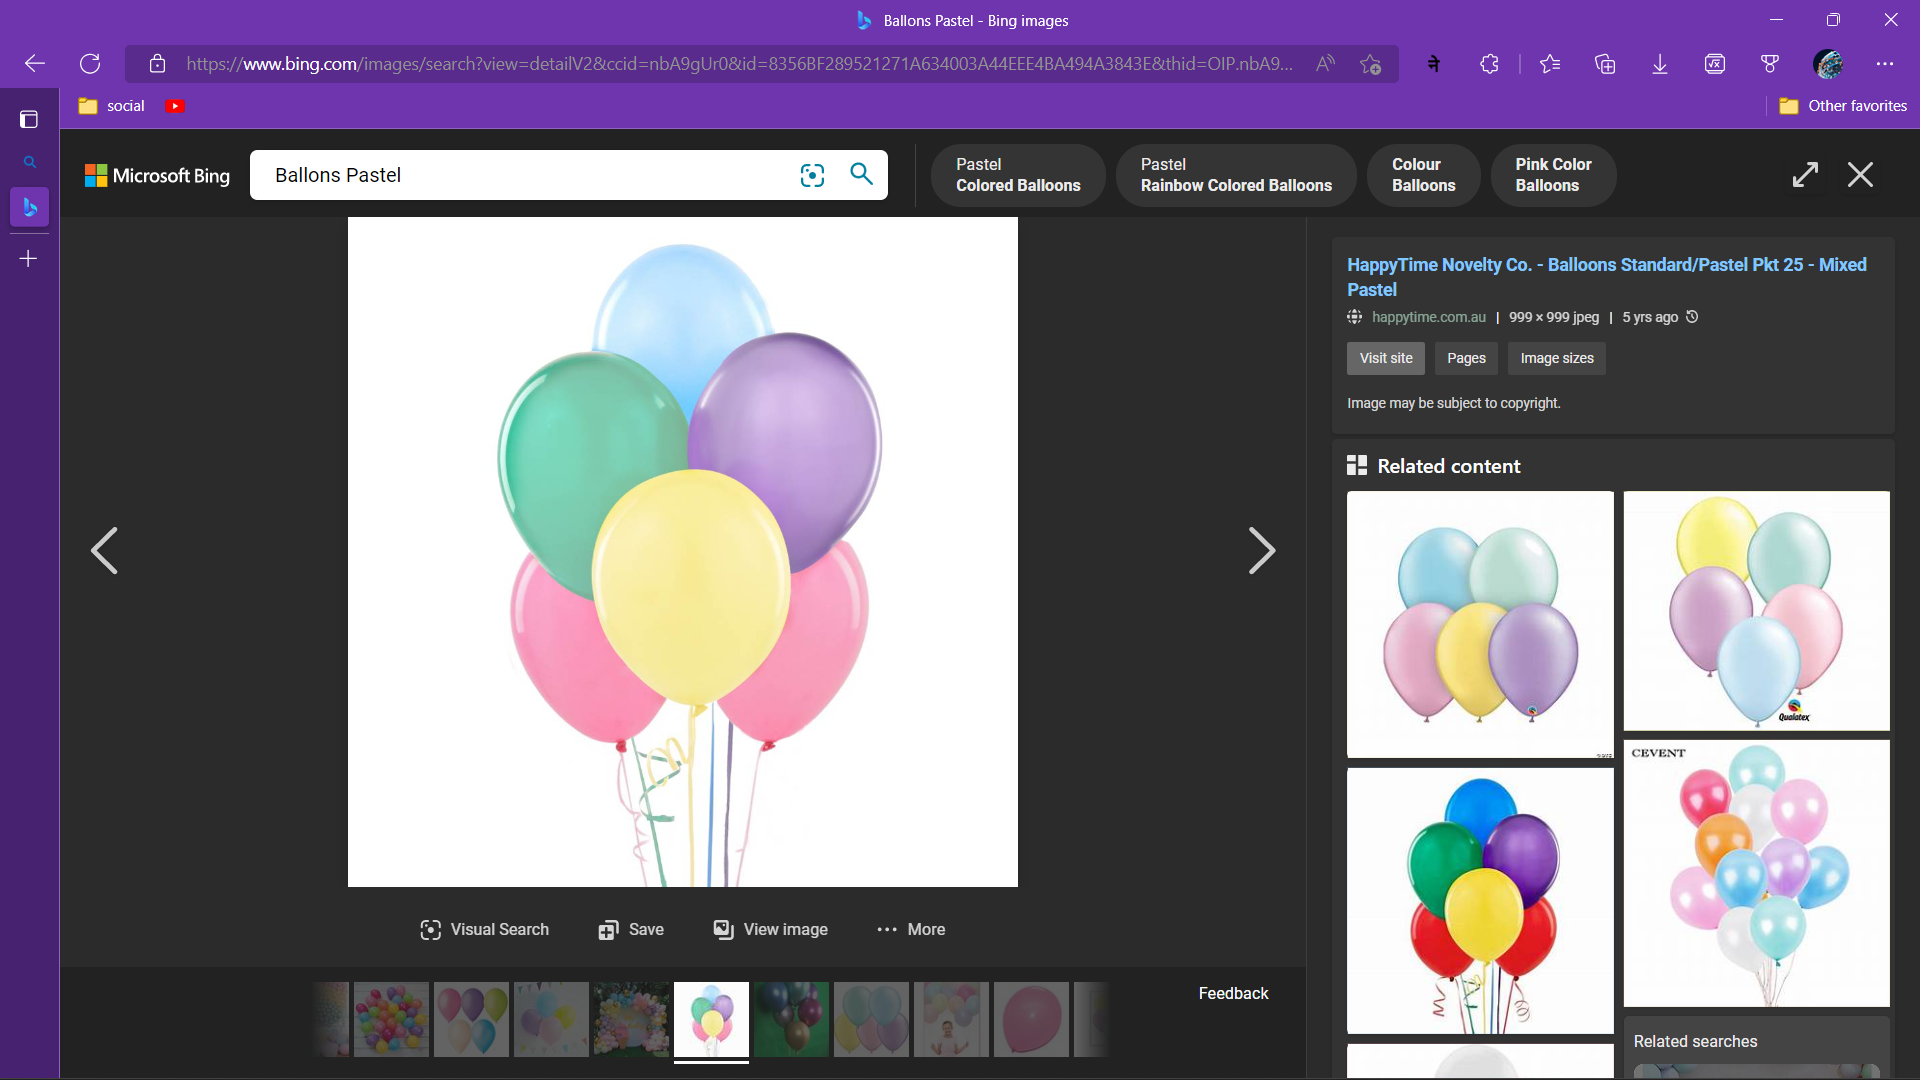 Ballons Pastel - Bing images
https://www.bing.com/images/search?view=detailV2&ccid=nbA9gUr0&id=8356BF289521271A634003A44EEE4BA494A3843E&thid=OIP.nbA9...
ने
social
Other favorites
Microsoft Bing
Ballons Pastel
Pastel
Colored Balloons
Pastel
Rainbow Colored Balloons
Colour
Balloons
Pink Color
Balloons
HappyTime Novelty Co. - Balloons Standard/Pastel Pkt 25 - Mixed
Pastel
happytime.com.au | 999 × 999 jpeg | 5 yrs ago
Visit site
Pages
Image sizes
Image may be subject to copyright.
Related content
Qualatex
CEVENT
Visual Search
Save
View image
More
Feedback
Related searches